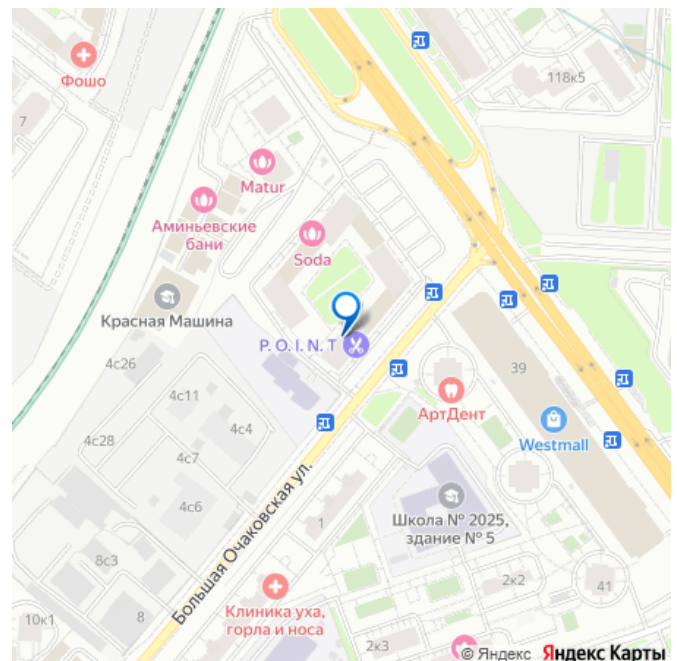 Фошо
7
118к5
Matur
Аминьевские
бани
Soda
Красная Машина
P. O. I. N. T
39
4с26
4с11
АртДент
4с28
4с4
Westmall
4с7
4с6
Школа № 2025,
здание № 5
1
Большая Очаковская ул.
8с3
2к2
41
Клиника уха,
горла и носа
10к1
8
2к3
© Яндекс Яндекс Карты